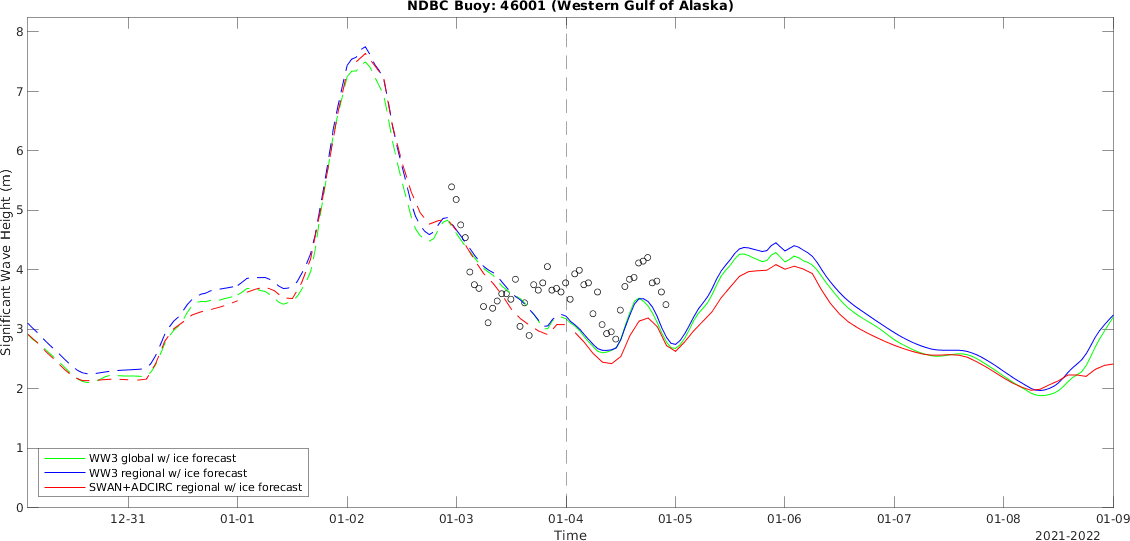 NDBC Buoy: 46001 (Western Gulf of Alaska)
8
7
6
5
4
3
2
1
0
Significant Wave Height (m)
WW3 global w/ ice forecast
WW3 regional w/ ice forecast
SWAN+ADCIRC regional w/ ice forecast
12-31 01-01 01-02 01-03 01-04 01-05 01-06 01-07 01-08 01-09
Time
2021-2022